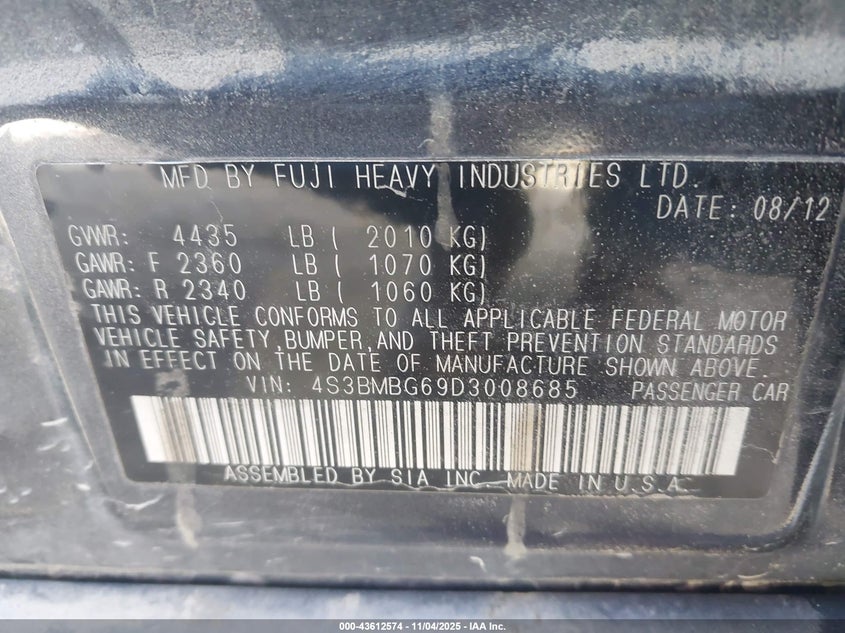 MFD BY FUJI HEAVY INDUSTRIES LTD.
DATE: 08/12
GVWR: 4435 LB ( 2010 KG)
GAWR: F 2360 LB ( 1070 KG)
GAWR: R 2340 LB ( 1060 KG)
THIS VEHICLE CONFORMS TO ALL APPLICABLE FEDERAL MOTOR
VEHICLE SAFETY, BUMPER, AND THEFT PREVENTION STANDARDS
IN EFFECT ON THE DATE OF MANUFACTURE SHOWN ABOVE.
VIN: 4S3BMBG69D3008685 PASSENGER CAR
ASSEMBLED BY SIA INC. MADE IN U.S.A.
000-43612574 - 11/04/2025 - IAA Inc.